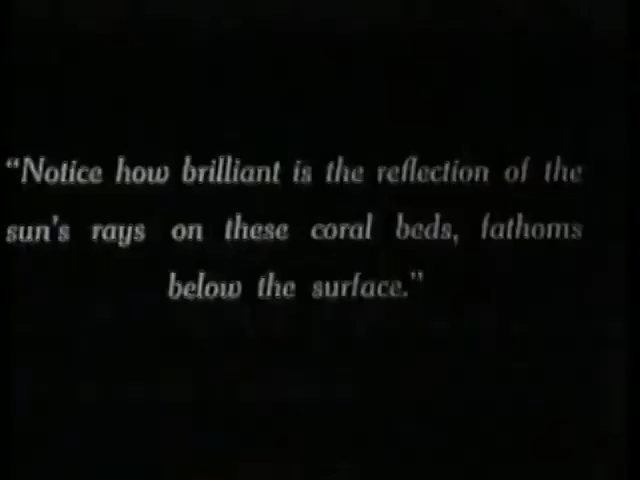 “Notice how brilliant is the reflection of the
sun's rays on these coral beds, fathoms
below the surface.”